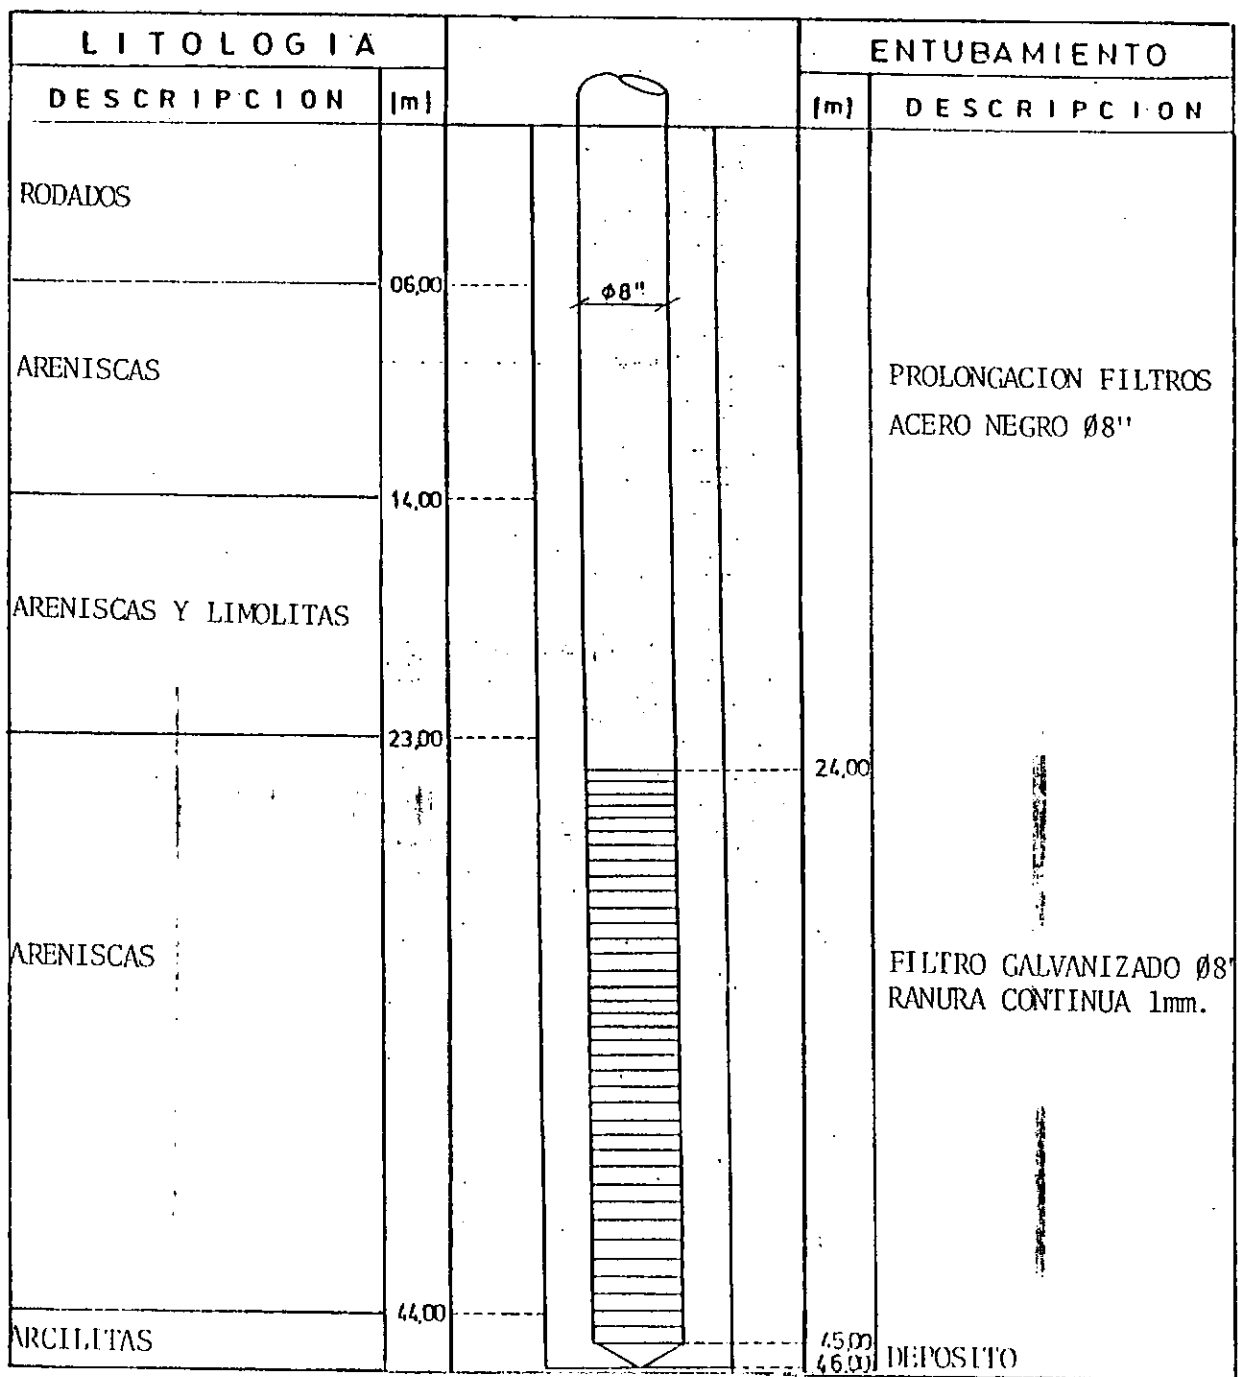 LITOLOGIA
DESCRIPCION
(m)
RODADOS
06,00
ARENISCAS
14,00
ARENISCAS Y LIMOLITAS
23,00
ARENISCAS
44,00
ARCILITAS
ø8"
ENTUBAMIENTO
(m)
DESCRIPCION
PROLONGACION FILTROS
ACERO NEGRO Ø8"
24,00
FILTRO GALVANIZADO Ø8"
RANURA CONTINUA 1mm.
45,00
46,00
DEPOSITO